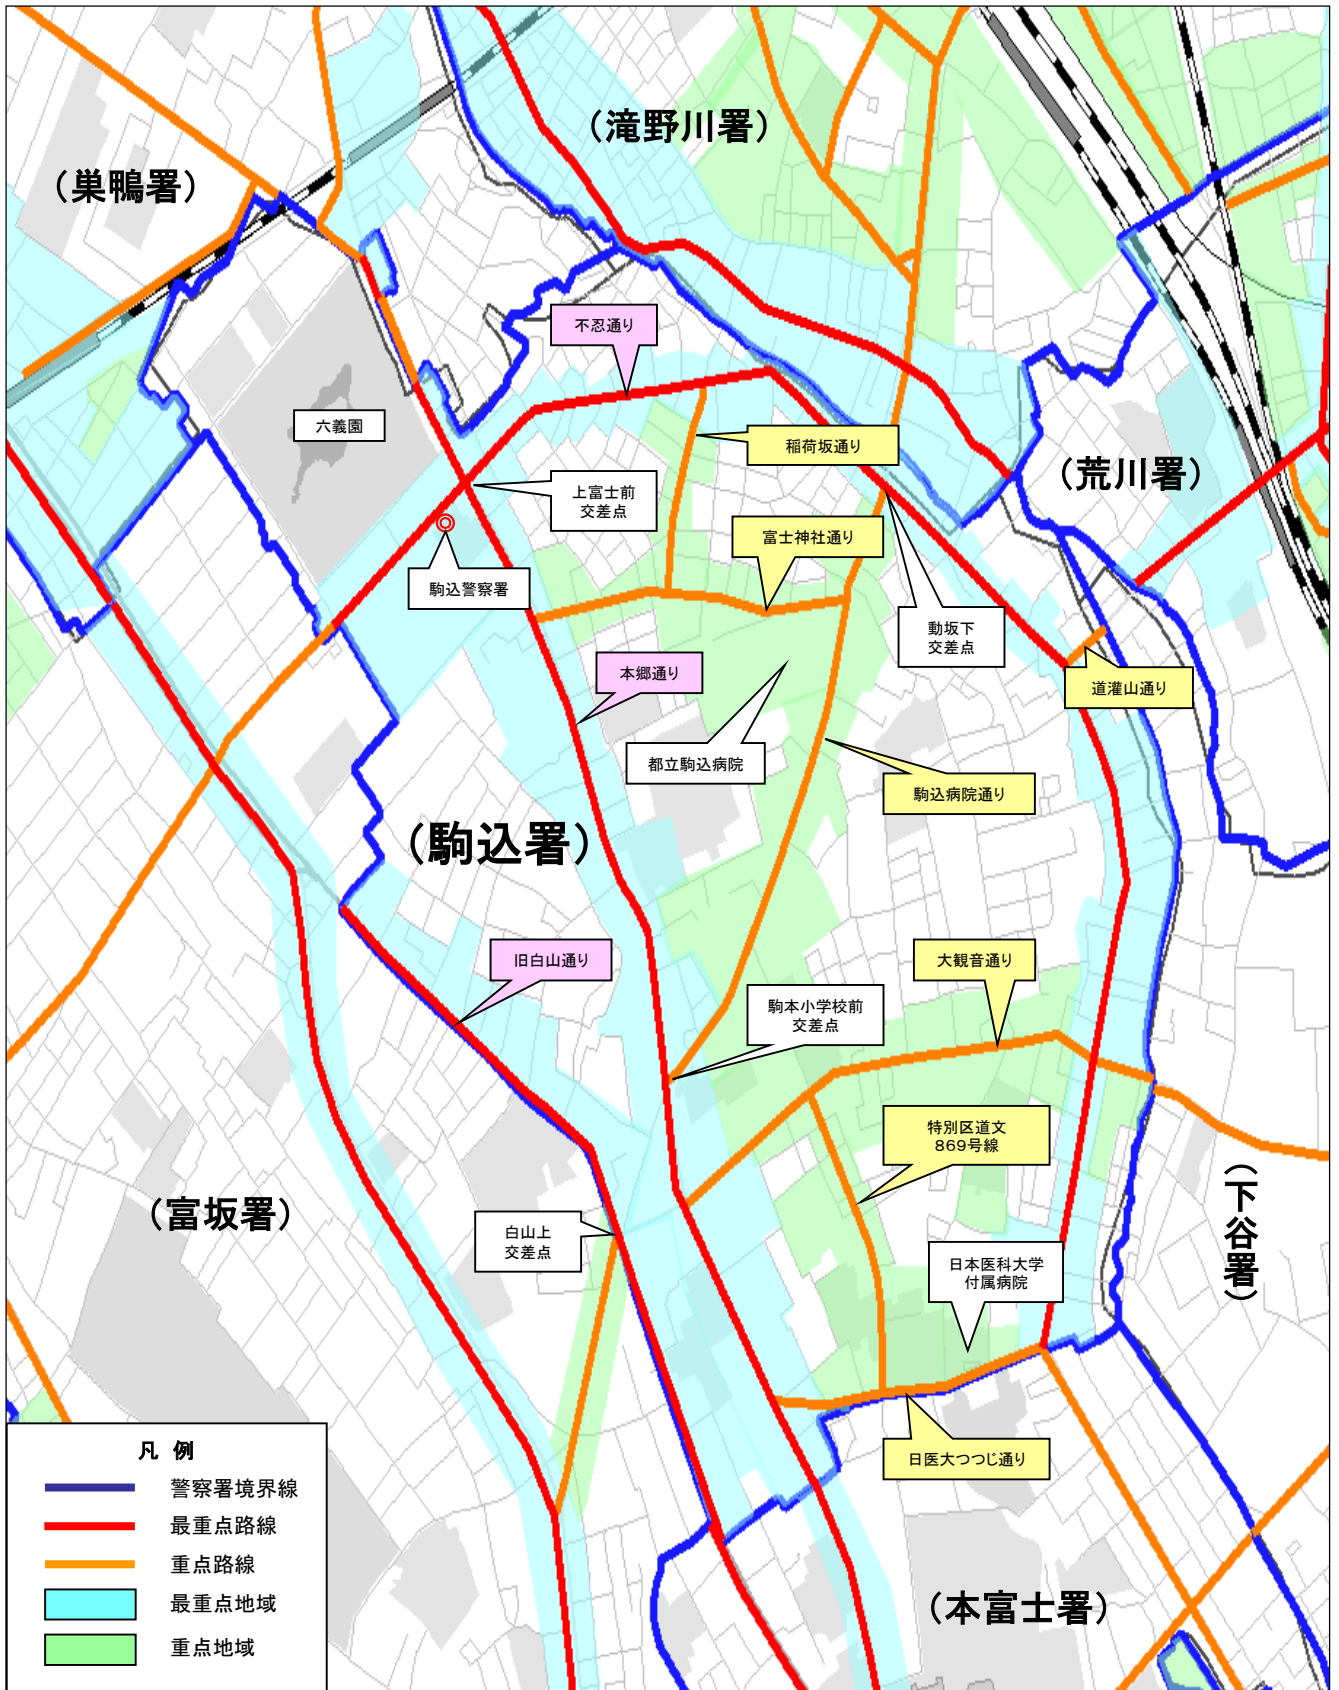 （滝野川署）
（巣鴨署）
不忍通り
六義園
稲荷坂通り
（荒川署）
上富士前
交差点
富士神社通り
駒込警察署
動坂下
交差点
本郷通り
道灌山通り
都立駒込病院
駒込病院通り
（駒込署）
旧白山通り
大観音通り
駒本小学校前
交差点
特別区道文
869号線
（富坂署）
（下谷署）
白山上
交差点
日本医科大学
付属病院
日医大つつじ通り
凡 例
警察署境界線
最重点路線
重点路線
最重点地域
重点地域
（本富士署）